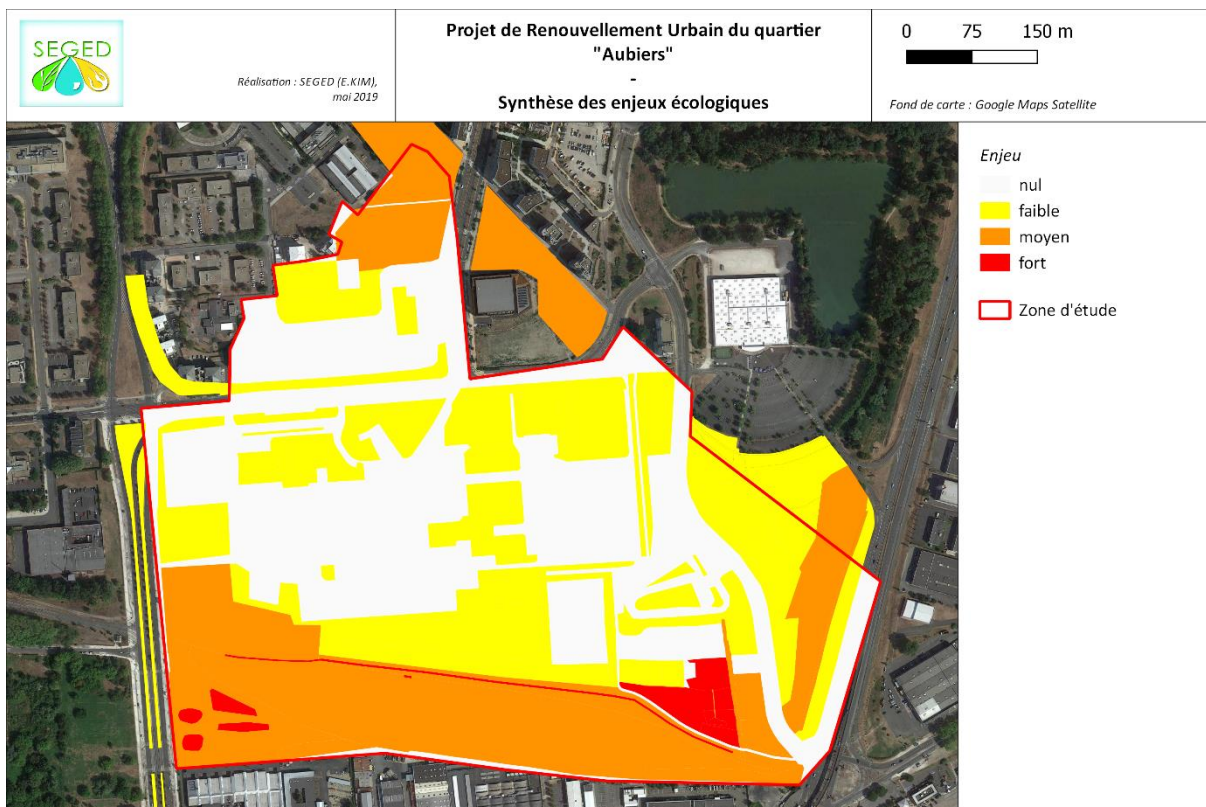 SEGED
Réalisation : SEGED (E.KIM),
mai 2019
Projet de Renouvellement Urbain du quartier
"Aubiers"
-
Synthèse des enjeux écologiques
0 75 150 m
Fond de carte : Google Maps Satellite
Enjeu
nul
faible
moyen
fort
Zone d'étude